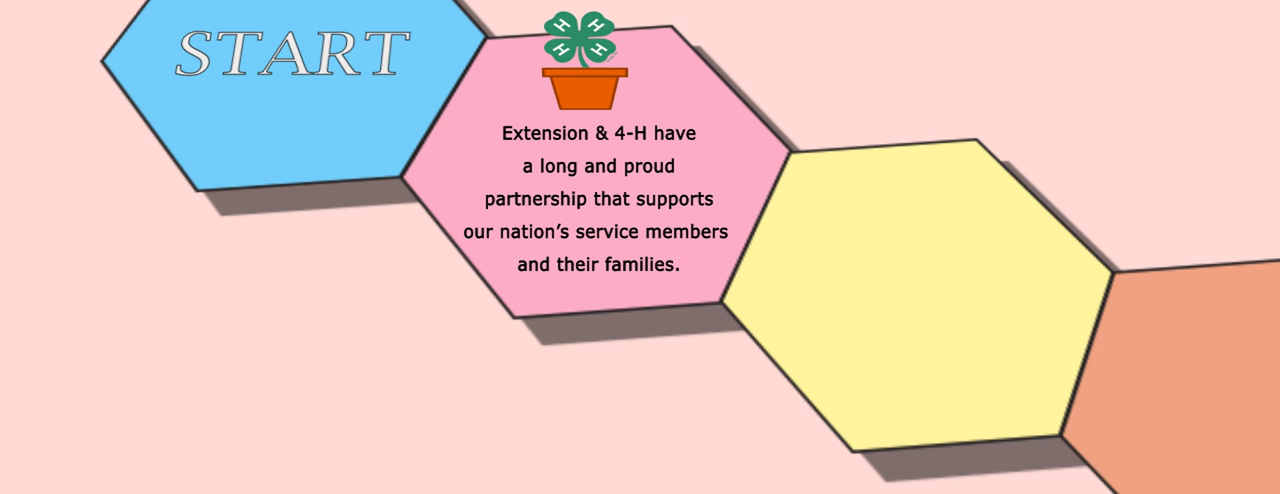 START
H H
H H
Extension & 4-H have
a long and proud
partnership that supports
our nation’s service members
and their families.